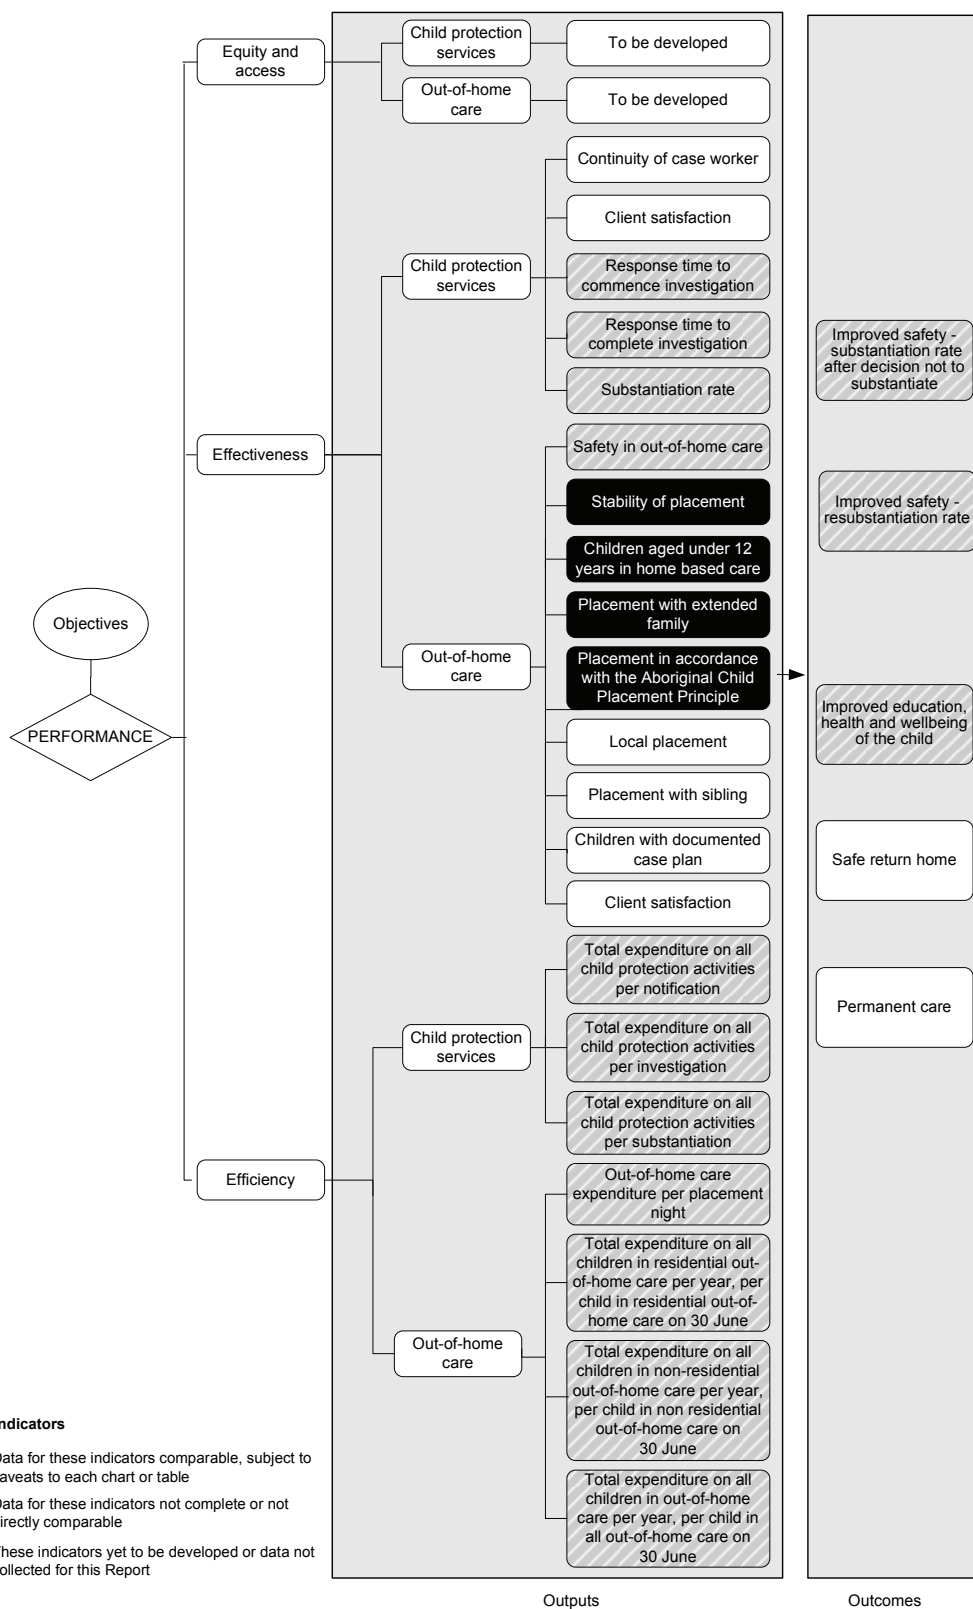 Equity and
access
Child protection
services
To be developed
Out-of-home
care
To be developed
Continuity of case worker
Client satisfaction
Child protection
services
Response time to
commence investigation
Response time to
complete investigation
Substantiation rate
Effectiveness
Safety in out-of-home care
Stability of placement
Children aged under 12
years in home based care
Placement with extended
family
Out-of-home
care
Placement in accordance
with the Aboriginal Child
Placement Principle
Local placement
Placement with sibling
Children with documented
case plan
Client satisfaction
Objectives
PERFORMANCE
Total expenditure on all
child protection activities
per notification
Child protection
services
Total expenditure on all
child protection activities
per investigation
Total expenditure on all
child protection activities
per substantiation
Efficiency
Out-of-home care
expenditure per placement
night
Total expenditure on all
children in residential out-
of-home care per year, per
child in residential out-of-
home care on 30 June
Out-of-home
care
Total expenditure on all
children in non-residential
out-of-home care per year,
per child in non residential
out-of-home care on
30 June
Total expenditure on all
children in out-of-home
care per year, per child in
all out-of-home care on
30 June
Improved safety -
substantiation rate
after decision not to
substantiate
Improved safety -
resubstantiation rate
Improved education,
health and wellbeing
of the child
Safe return home
Permanent care
ndicators
Data for these indicators comparable, subject to
aveats to each chart or table
Data for these indicators not complete or not
irectly comparable
These indicators yet to be developed or data not
ollected for this Report
Outputs
Outcomes